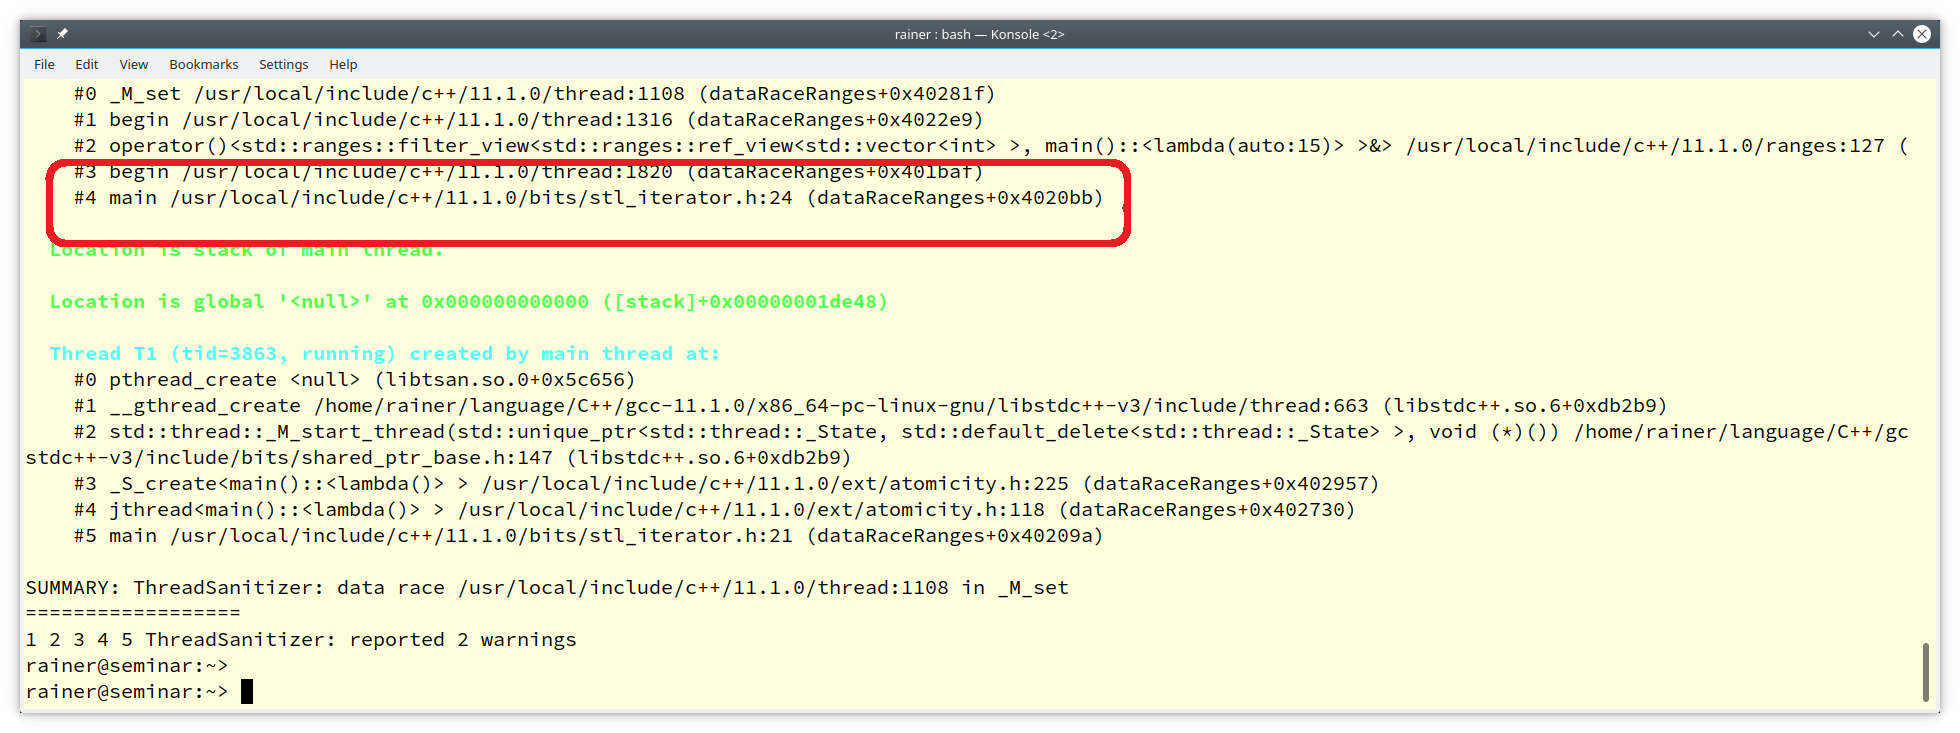 rainer : bash — Konsole <2>
File Edit View Bookmarks Settings Help
#0 _M_set /usr/local/include/c++/11.1.0/thread:1108 (dataRaceRanges+0x40281f)
#1 begin /usr/local/include/c++/11.1.0/thread:1316 (dataRaceRanges+0x4022e9)
#2 operator()<std::ranges::filter_view<std::ranges::ref_view<std::vector<int> >, main()::<lambda(auto:15)> >&> /usr/local/include/c++/11.1.0/ranges:127 (
#3 begin /usr/local/include/c++/11.1.0/thread:1820 (dataRaceRanges+0x401baf)
#4 main /usr/local/include/c++/11.1.0/bits/stl_iterator.h:24 (dataRaceRanges+0x4020bb)
Location is stack of main thread.
Location is global '<null>' at 0x000000000000 ([stack]+0x00000001de48)
Thread T1 (tid=3863, running) created by main thread at:
#0 pthread_create <null> (libtsan.so.0+0x5c656)
#1 __gthread_create /home/rainer/language/C++/gcc-11.1.0/x86_64-pc-linux-gnu/libstdc++-v3/include/thread:663 (libstdc++.so.6+0xdb2b9)
#2 std::thread::_M_start_thread(std::unique_ptr<std::thread::_State, std::default_delete<std::thread::_State> >, void (*)()) /home/rainer/language/C++/gc
stdc++-v3/include/bits/shared_ptr_base.h:147 (libstdc++.so.6+0xdb2b9)
#3 _S_create<main()::<lambda()> > /usr/local/include/c++/11.1.0/ext/atomicity.h:225 (dataRaceRanges+0x402957)
#4 jthread<main()::<lambda()> > /usr/local/include/c++/11.1.0/ext/atomicity.h:118 (dataRaceRanges+0x402730)
#5 main /usr/local/include/c++/11.1.0/bits/stl_iterator.h:21 (dataRaceRanges+0x40209a)
SUMMARY: ThreadSanitizer: data race /usr/local/include/c++/11.1.0/thread:1108 in _M_set
==================
1 2 3 4 5 ThreadSanitizer: reported 2 warnings
rainer@seminar:~>
rainer@seminar:~>